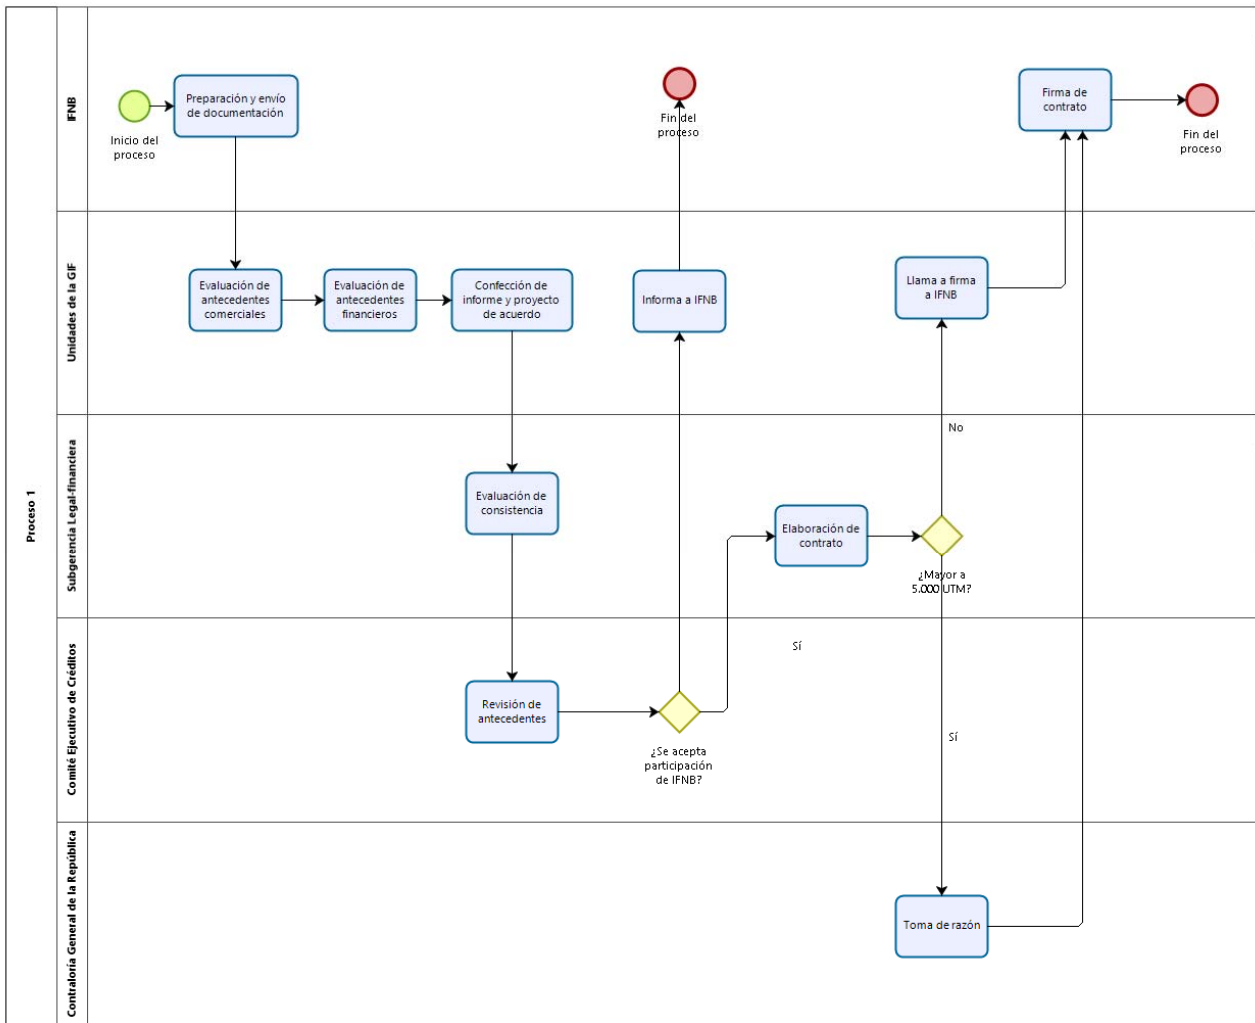 Proceso 1
IFNB
Inicio del
proceso
Preparación y envío
de documentación
Fin del
proceso
Firma de
contrato
Fin del
proceso
Unidades de la GIF
Evaluación de
antecedentes
comerciales
Evaluación de
antecedentes
financieros
Confección de
informe y proyecto
de acuerdo
Informa a IFNB
Llama a firma
a IFNB
Subgerencia Legal-financiera
No
Evaluación de
consistencia
Elaboración de
contrato
¿Mayor a
5.000 UTM?
Comité Ejecutivo de Créditos
Sí
Revisión de
antecedentes
¿Se acepta
participación
de IFNB?
Sí
Contraloría General de la República
Toma de razón